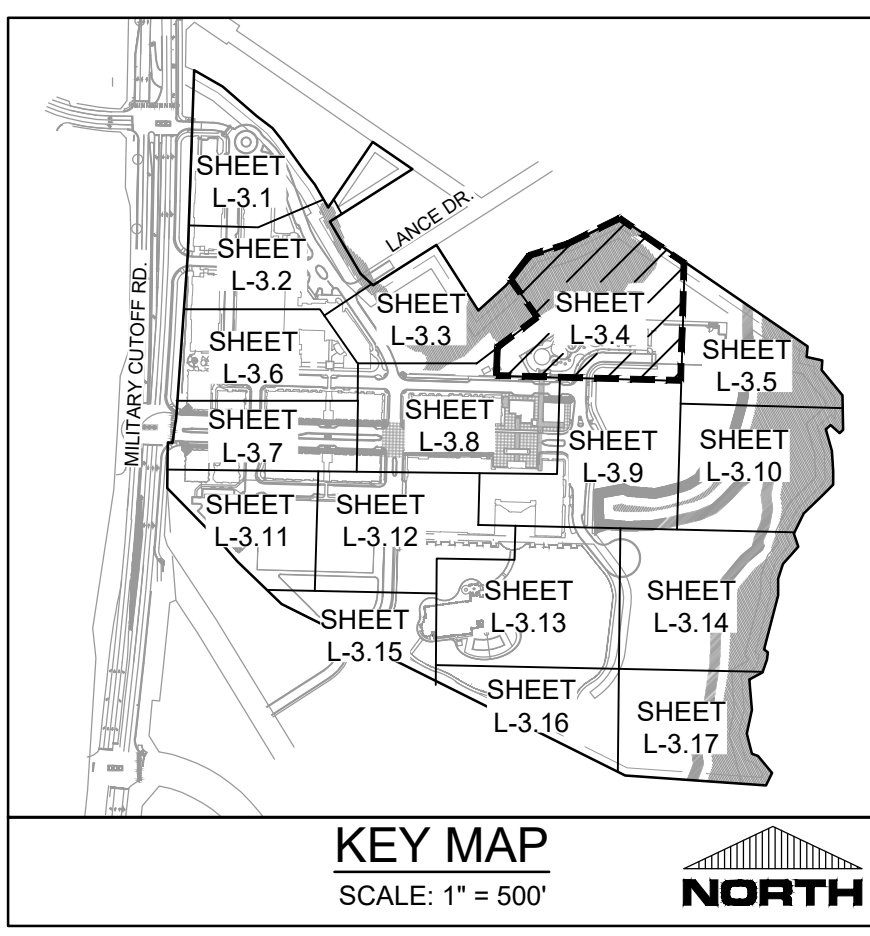 SHEET
L-3.1
SHEET
L-3.2
LANCE DR.
MILITARY CUTOFF RD.
SHEET
L-3.3
SHEET
L-3.4
SHEET
L-3.5
SHEET
L-3.6
SHEET
L-3.7
SHEET
L-3.8
SHEET
L-3.9
SHEET
L-3.10
SHEET
L-3.11
SHEET
L-3.12
SHEET
L-3.13
SHEET
L-3.14
SHEET
L-3.15
SHEET
L-3.16
SHEET
L-3.17
KEY MAP
SCALE: 1" = 500'
NORTH